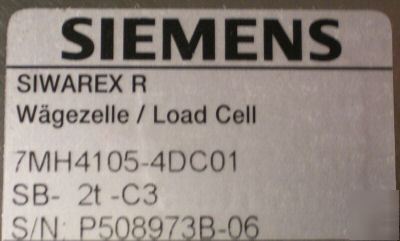 SIEMENS
SIWAREX R
Wägezelle / Load Cell
7MH4105-4DC01
SB- 2t -C3
S/N: P508973B-06